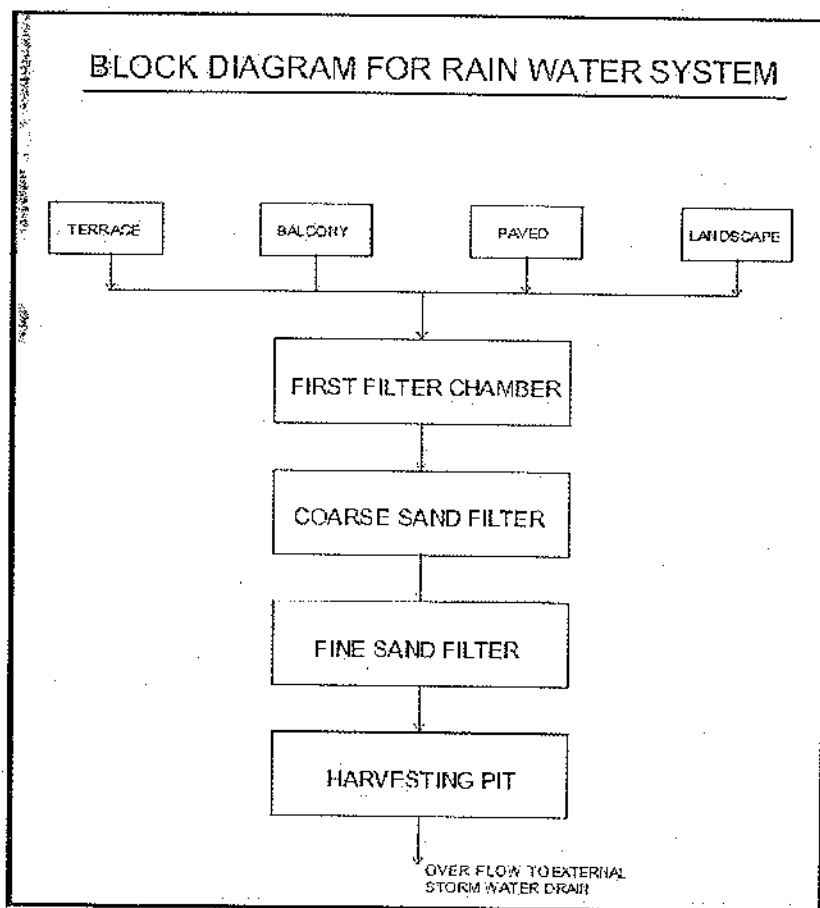 BLOCK DIAGRAM FOR RAIN WATER SYSTEM
TERRACE
BALCONY
PAVED
LANDSCAPE
FIRST FILTER CHAMBER
COARSE SAND FILTER
FINE SAND FILTER
HARVESTING PIT
OVER FLOW TO EXTERNAL
STORM WATER DRAIN